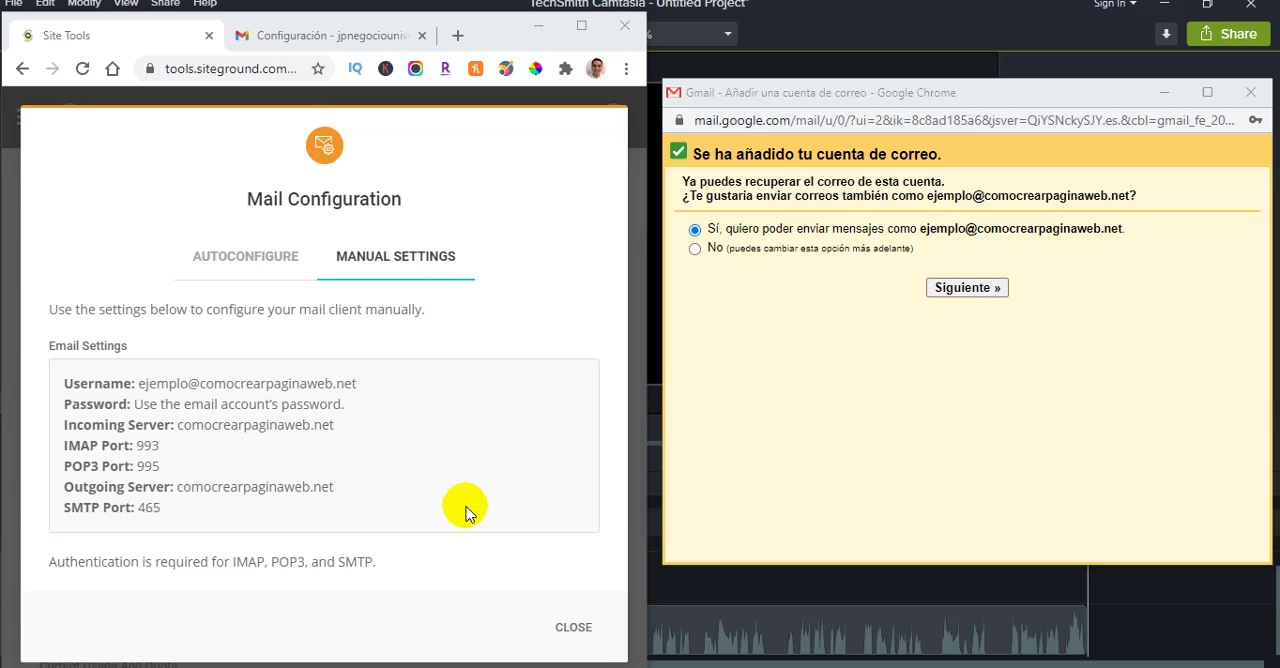 File Edit Modify View Share Help
TechSmith Camtasia - Untitled Project*
Sign In
Site Tools
Configuración - jpnegociouniv
tools.siteground.com...
IQ
K
R
%
Share
Mail Configuration
AUTOCONFIGURE
MANUAL SETTINGS
Use the settings below to configure your mail client manually.
Email Settings
Username: ejemplo@comocrearpaginaweb.net
Password: Use the email account's password.
Incoming Server: comocrearpaginaweb.net
IMAP Port: 993
POP3 Port: 995
Outgoing Server: comocrearpaginaweb.net
SMTP Port: 465
Authentication is required for IMAP, POP3, and SMTP.
CLOSE
Current Usage And Quota
Gmail - Añadir una cuenta de correo - Google Chrome
mail.google.com/mail/u/0/?ui=2&ik=8c8ad185a6&jsver=QiYSNckySJY.es.&cbl=gmail_fe_20...
Se ha añadido tu cuenta de correo.
Ya puedes recuperar el correo de esta cuenta.
¿Te gustaría enviar correos también como ejemplo@comocrearpaginaweb.net?
Sí, quiero poder enviar mensajes como ejemplo@comocrearpaginaweb.net.
No (puedes cambiar esta opción más adelante)
Siguiente »